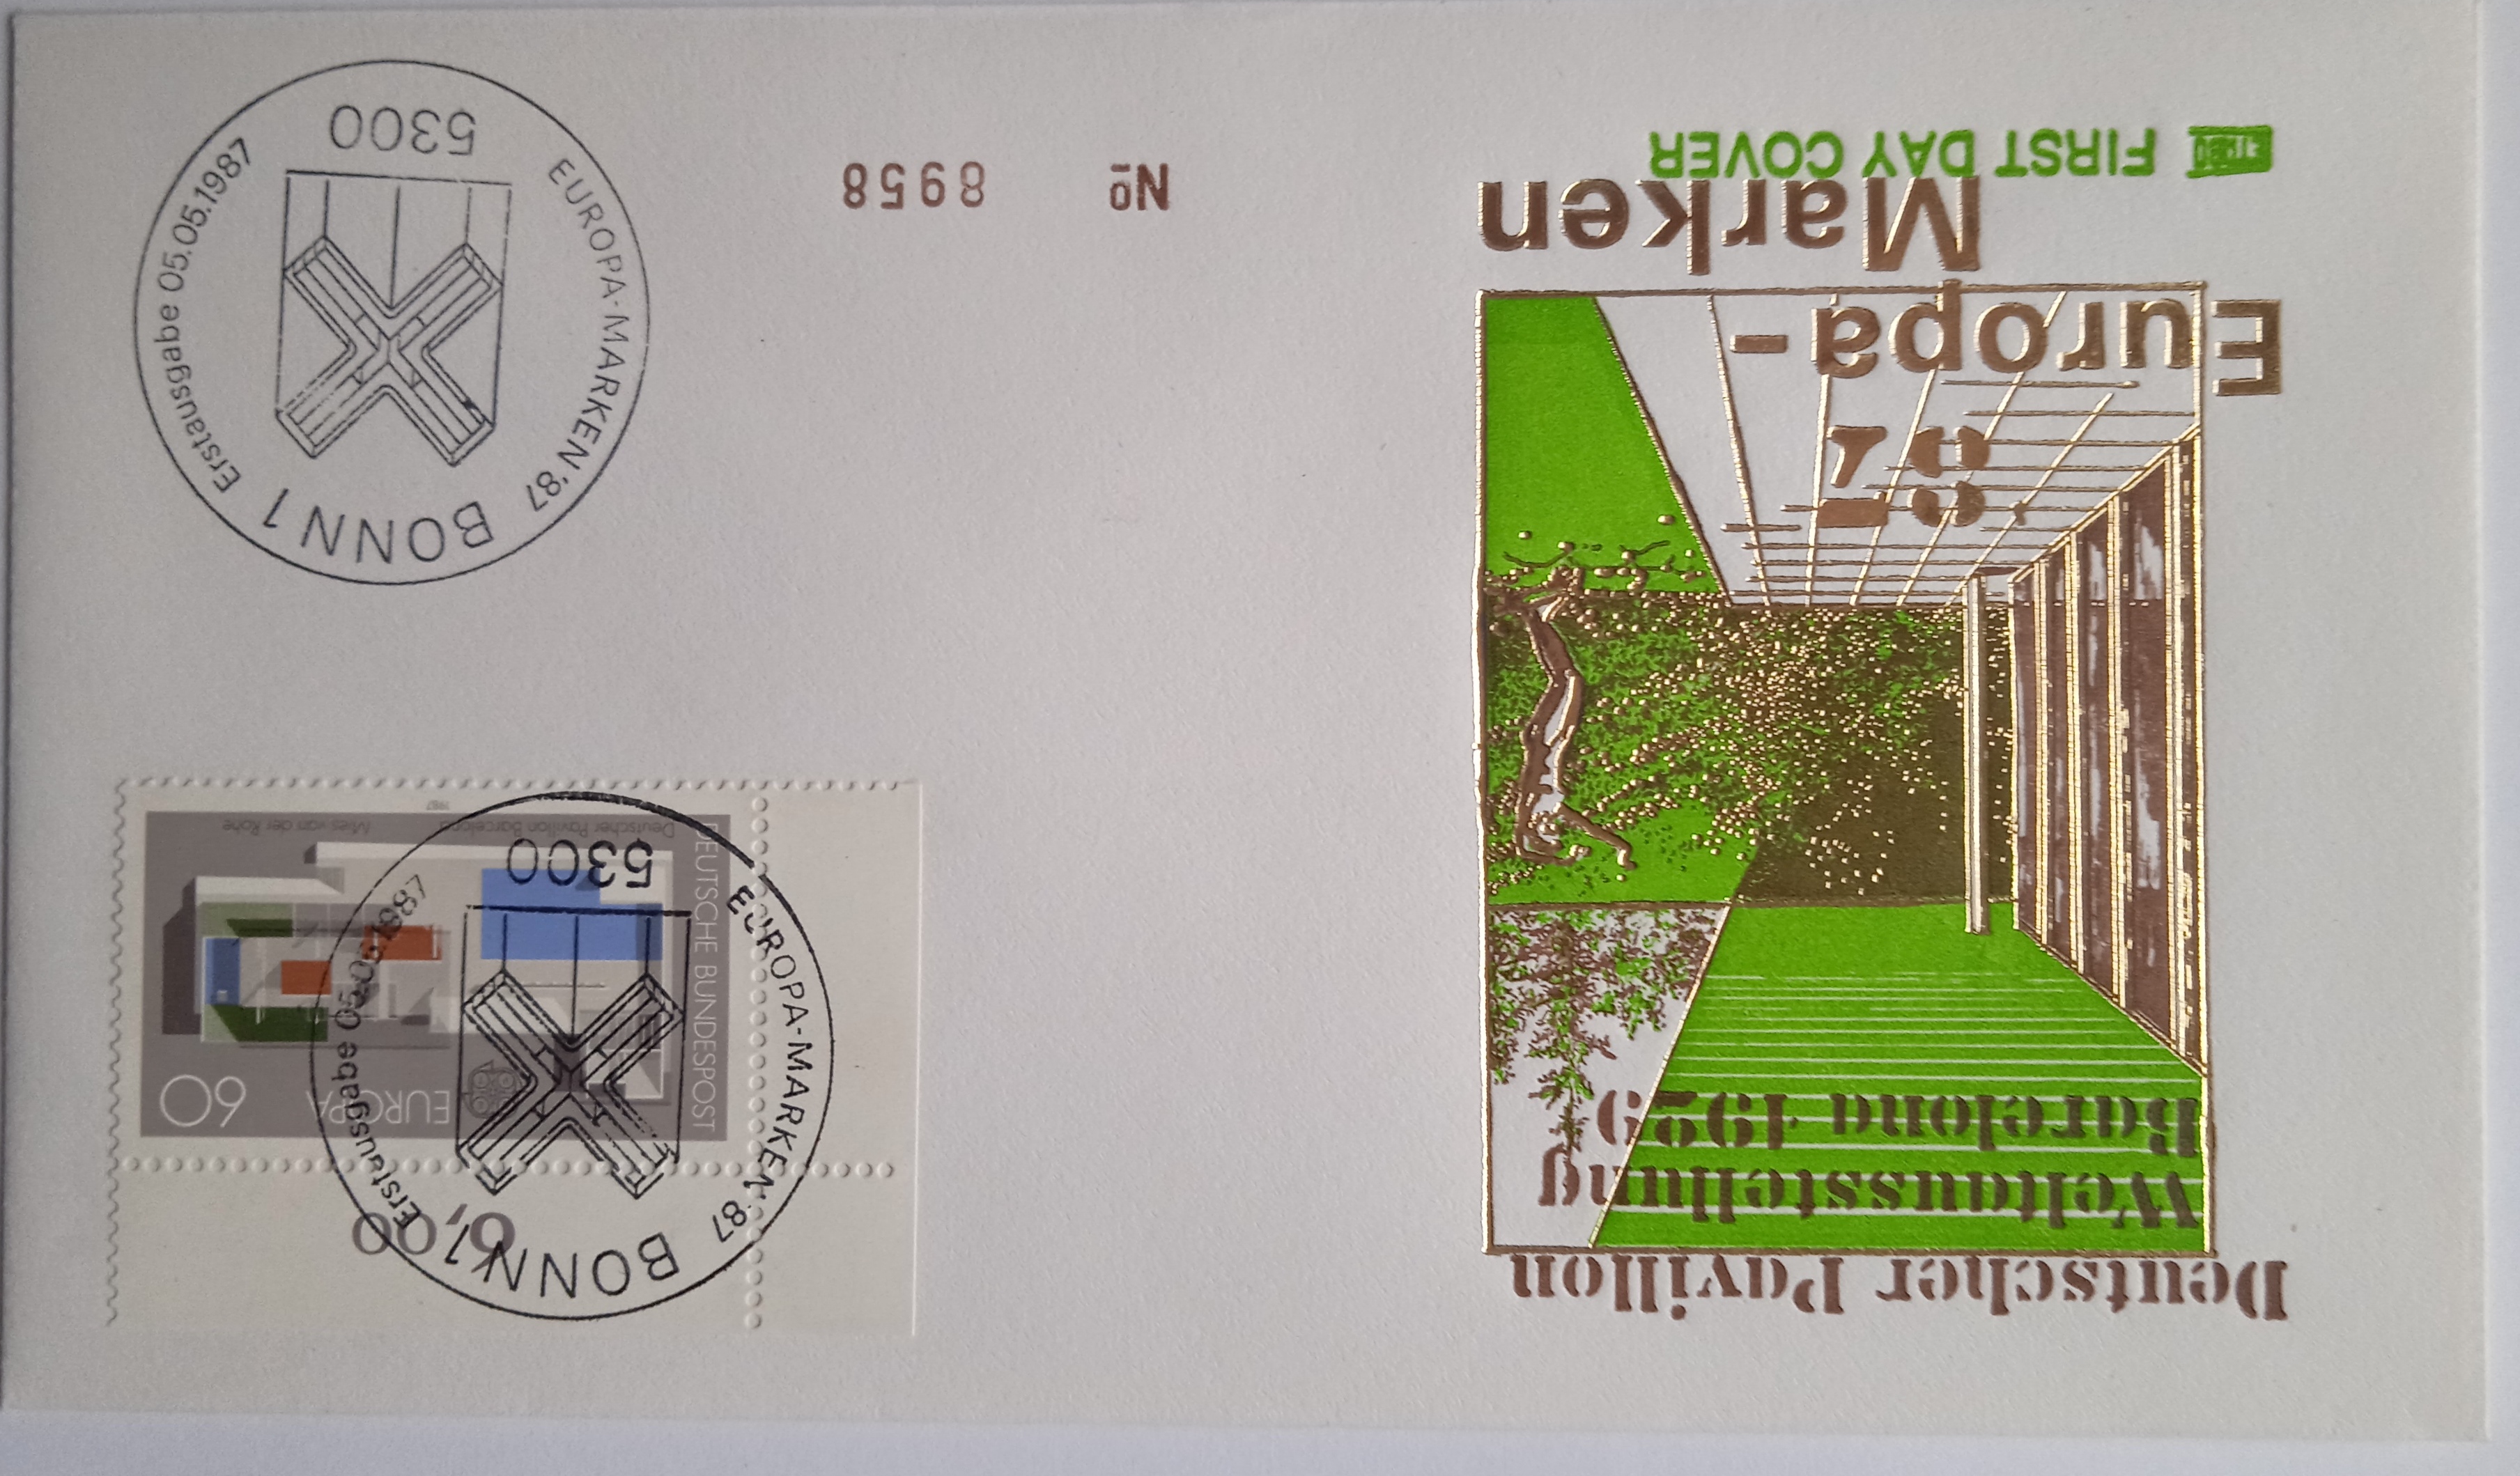 Deutscher Pavillon
Weltausstellung
Barcelona 1929
'87
Europa-
Marken
FIRST DAY COVER
6,00
DEUTSCHE BUNDESPOST
EUROPA
60
Deutscher Pavillon Barcelona
Mies van der Rohe
1987
BONN 1
EUROPA-MARKEN '87
Erstausgabe 05.05.1987
5300
Nº 8958
BONN 1
EUROPA-MARKEN '87
Erstausgabe 05.05.1987
5300